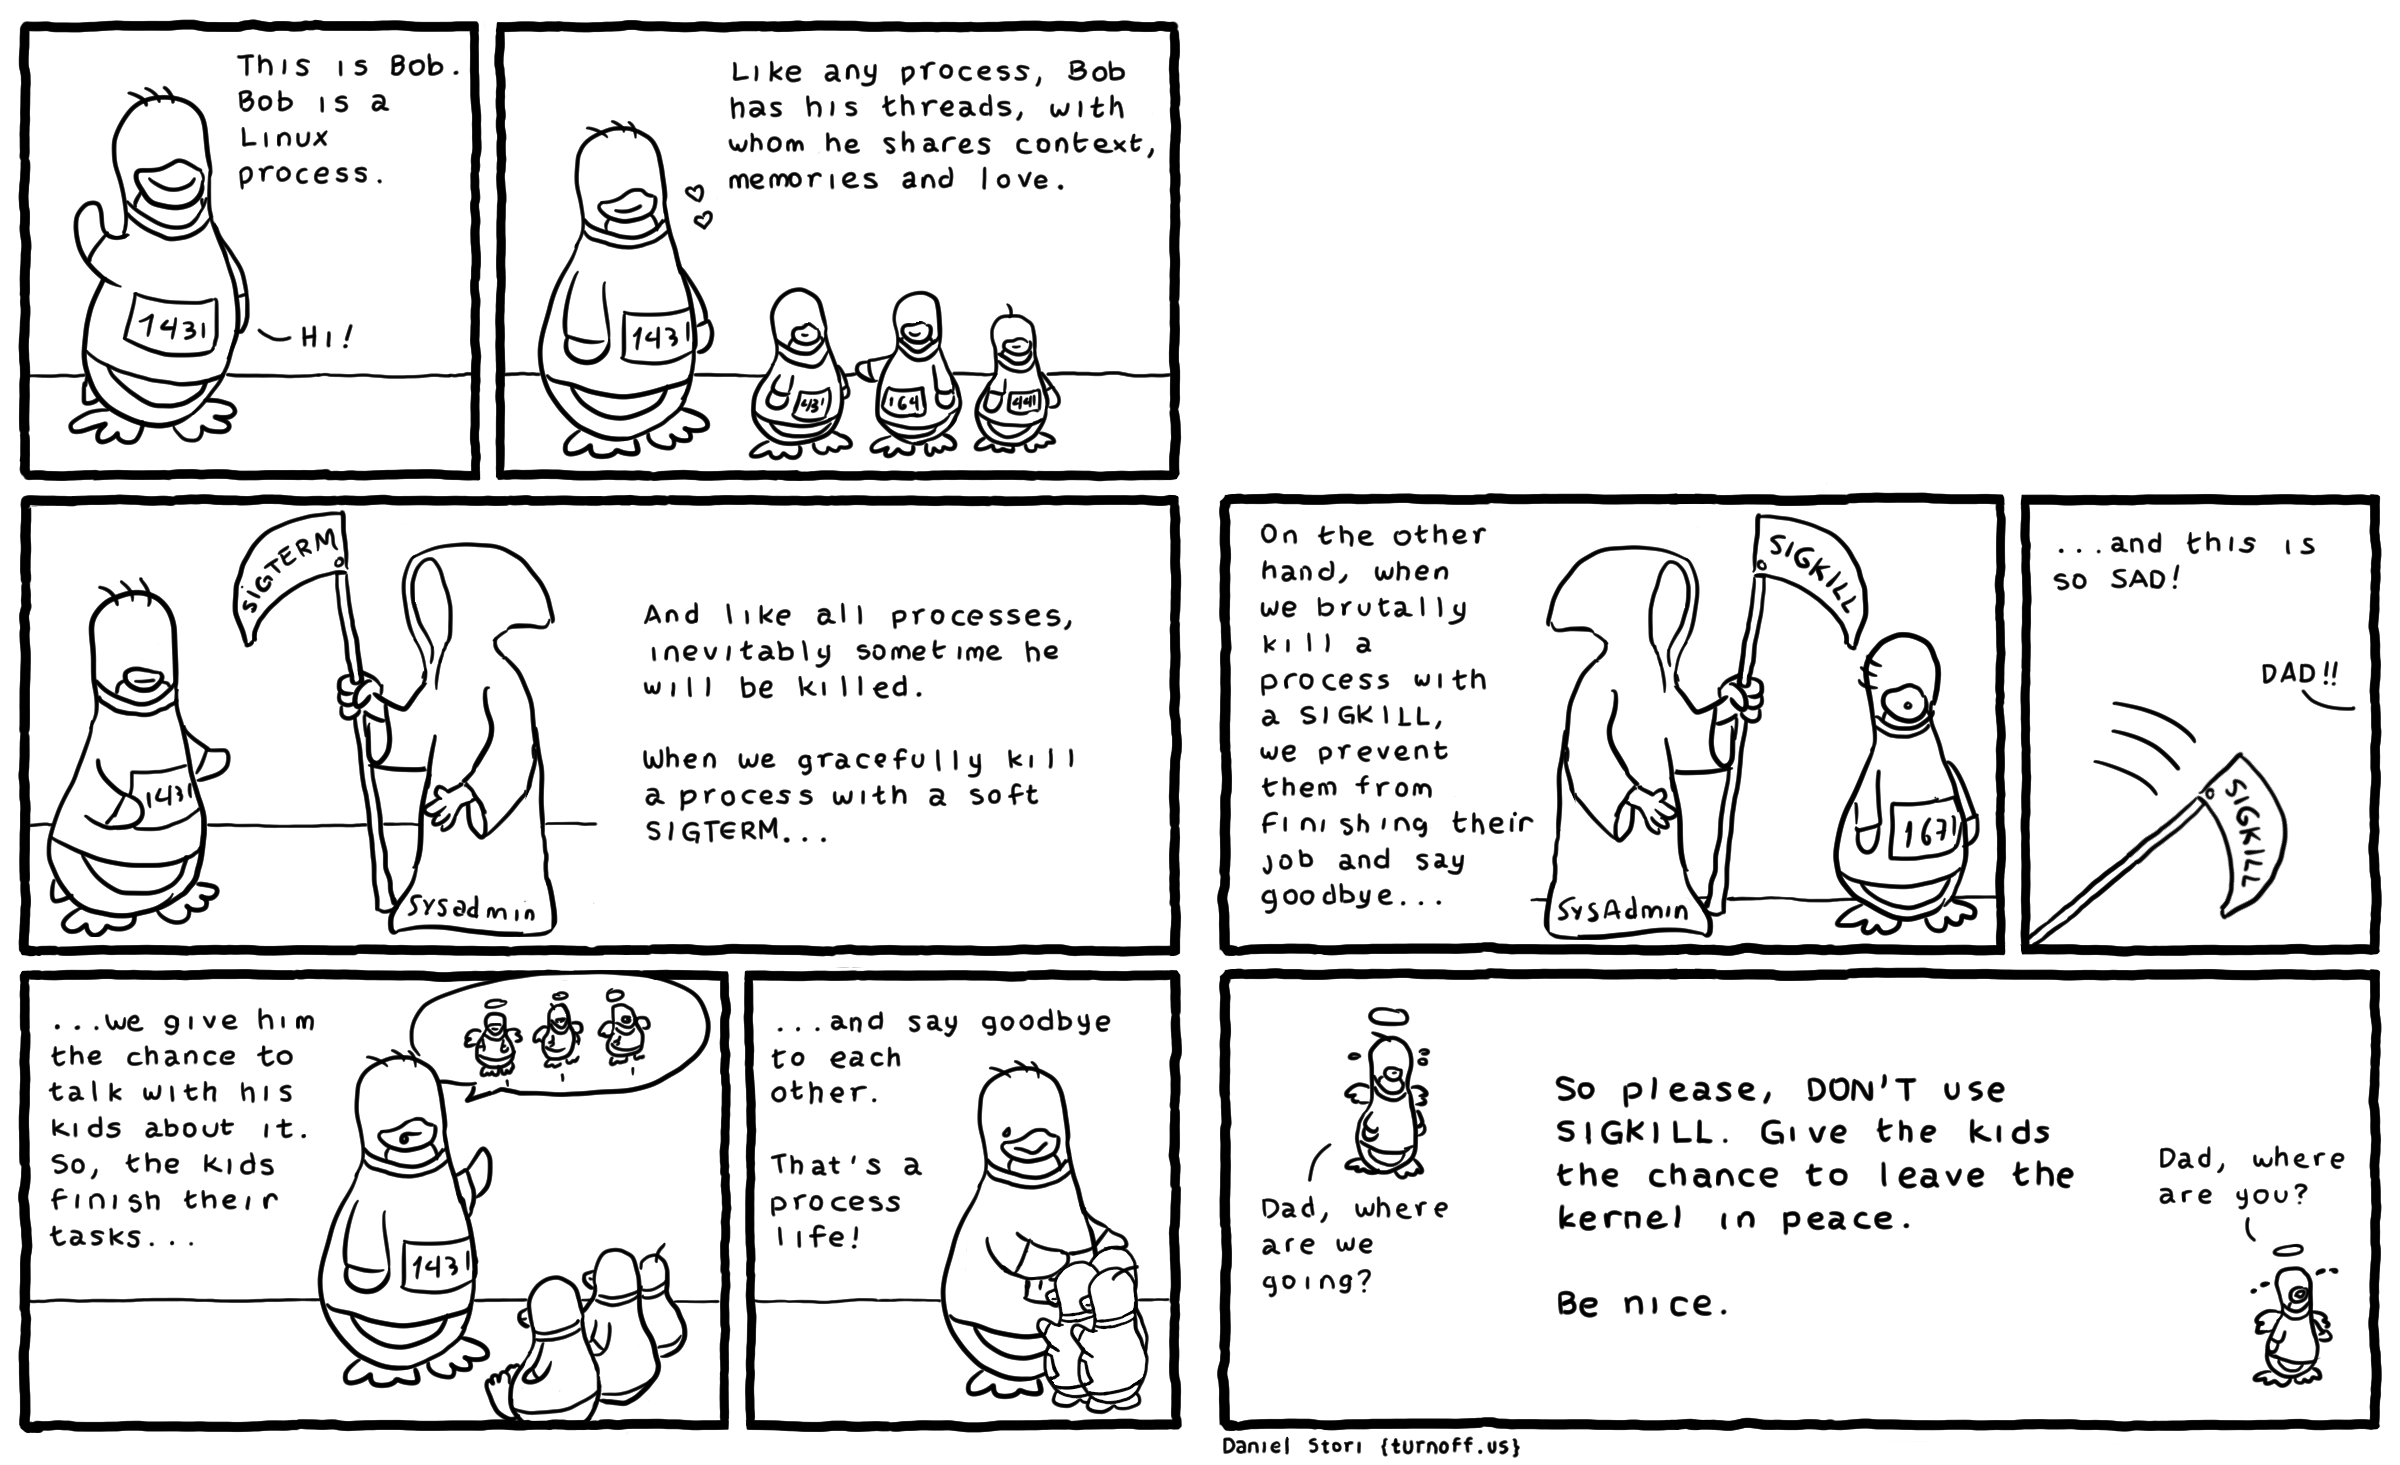 This is Bob.
Bob is a
Linux
process.
1431
Hi!
Like any process, Bob
has his threads, with
whom he shares context,
memories and love.
1431
431
164
441
SIGTERM
1431
Sysadmin
And like all processes,
inevitably sometime he
will be killed.
When we gracefully kill
a process with a soft
SIGTERM...
...we give him
the chance to
talk with his
kids about it.
So, the kids
finish their
tasks...
1431
...and say goodbye
to each
other.
That's a
process
life!
On the other
hand, when
we brutally
kill a
process with
a SIGKILL,
we prevent
them from
finishing their
job and say
goodbye...
SIGKILL
1671
SysAdmin
...and this is
so SAD!
DAD!!
SIGKILL
Dad, where
are we
going?
So please, DON'T use
SIGKILL. Give the kids
the chance to leave the
kernel in peace.
Be nice.
Dad, where
are you?
Daniel Stori {turnoff.us}